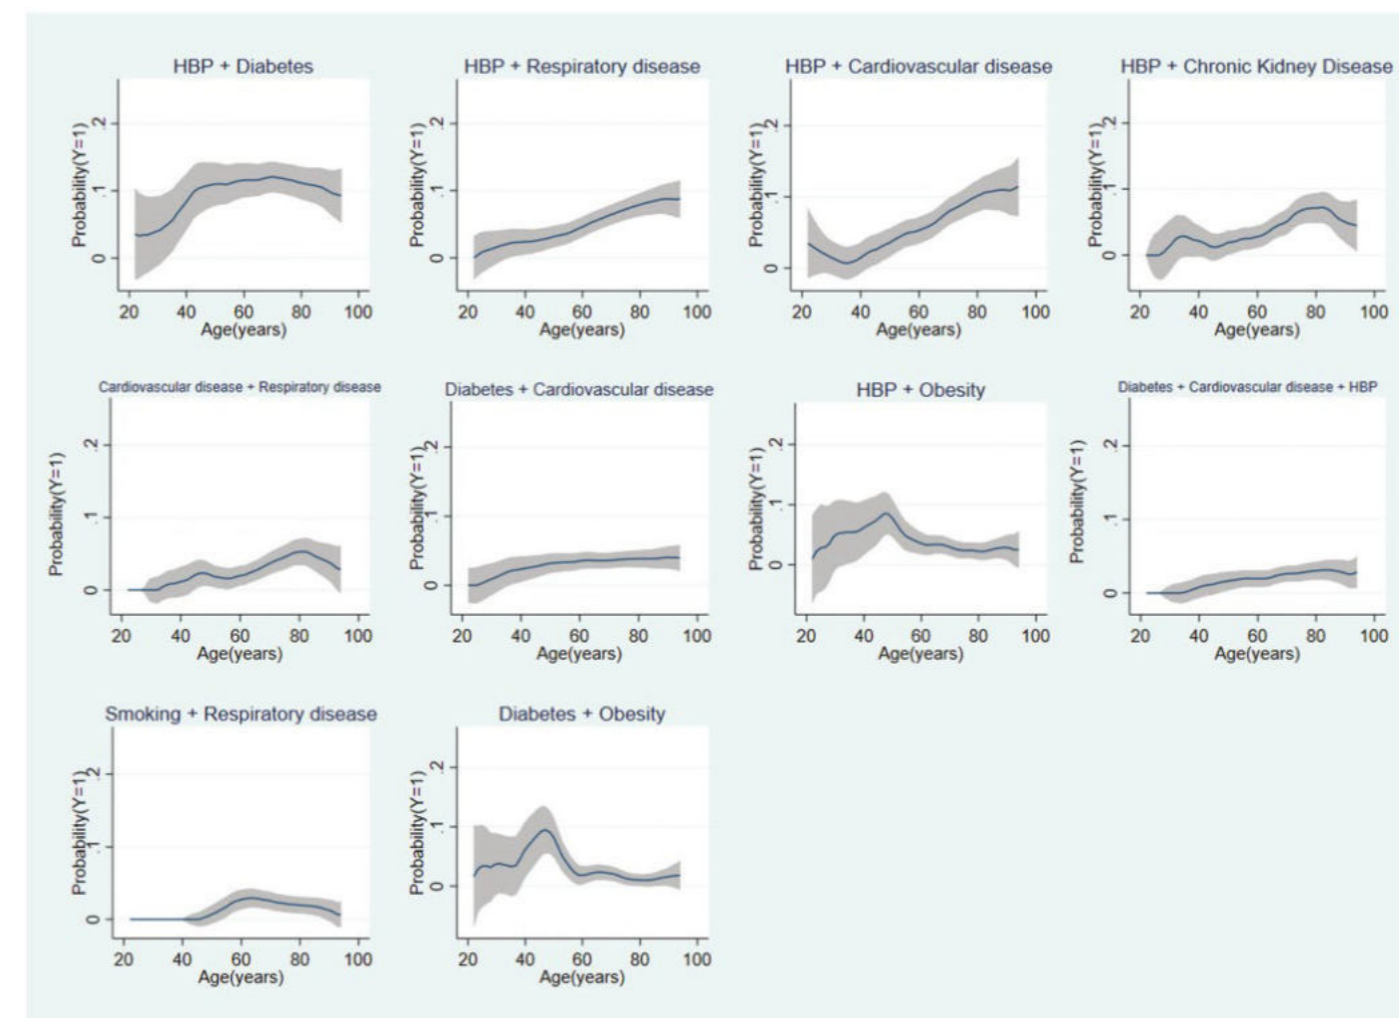 HBP + Diabetes
Probability(Y=1)
.2
.1
0
20 40 60 80 100
Age(years)
HBP + Respiratory disease
Probability(Y=1)
.2
.1
0
20 40 60 80 100
Age(years)
HBP + Cardiovascular disease
Probability(Y=1)
.2
.1
0
20 40 60 80 100
Age(years)
HBP + Chronic Kidney Disease
Probability(Y=1)
.2
.1
0
20 40 60 80 100
Age(years)
Cardiovascular disease + Respiratory disease
Probability(Y=1)
.2
.1
0
20 40 60 80 100
Age(years)
Diabetes + Cardiovascular disease
Probability(Y=1)
.2
.1
0
20 40 60 80 100
Age(years)
HBP + Obesity
Probability(Y=1)
.2
.1
0
20 40 60 80 100
Age(years)
Diabetes + Cardiovascular disease + HBP
Probability(Y=1)
.2
.1
0
20 40 60 80 100
Age(years)
Smoking + Respiratory disease
Probability(Y=1)
.2
.1
0
20 40 60 80 100
Age(years)
Diabetes + Obesity
Probability(Y=1)
.2
.1
0
20 40 60 80 100
Age(years)